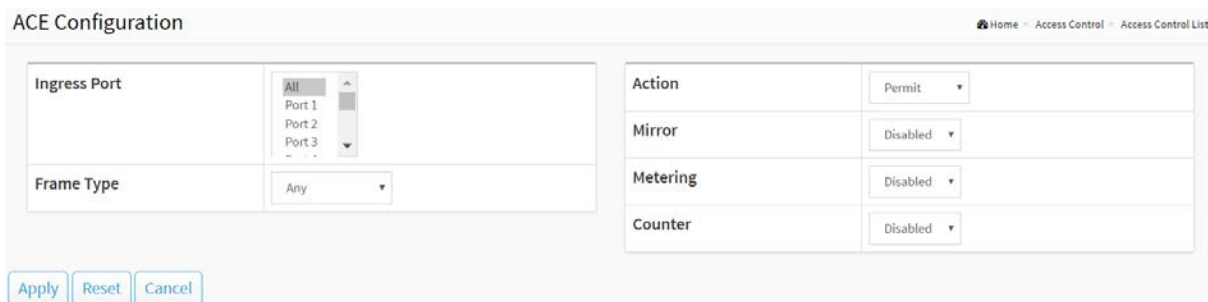 ACE Configuration
Home - Access Control - Access Control List
Ingress Port
All
Port 1
Port 2
Port 3
Frame Type
Any
Action
Permit
Mirror
Disabled
Metering
Disabled
Counter
Disabled
Apply
Reset
Cancel